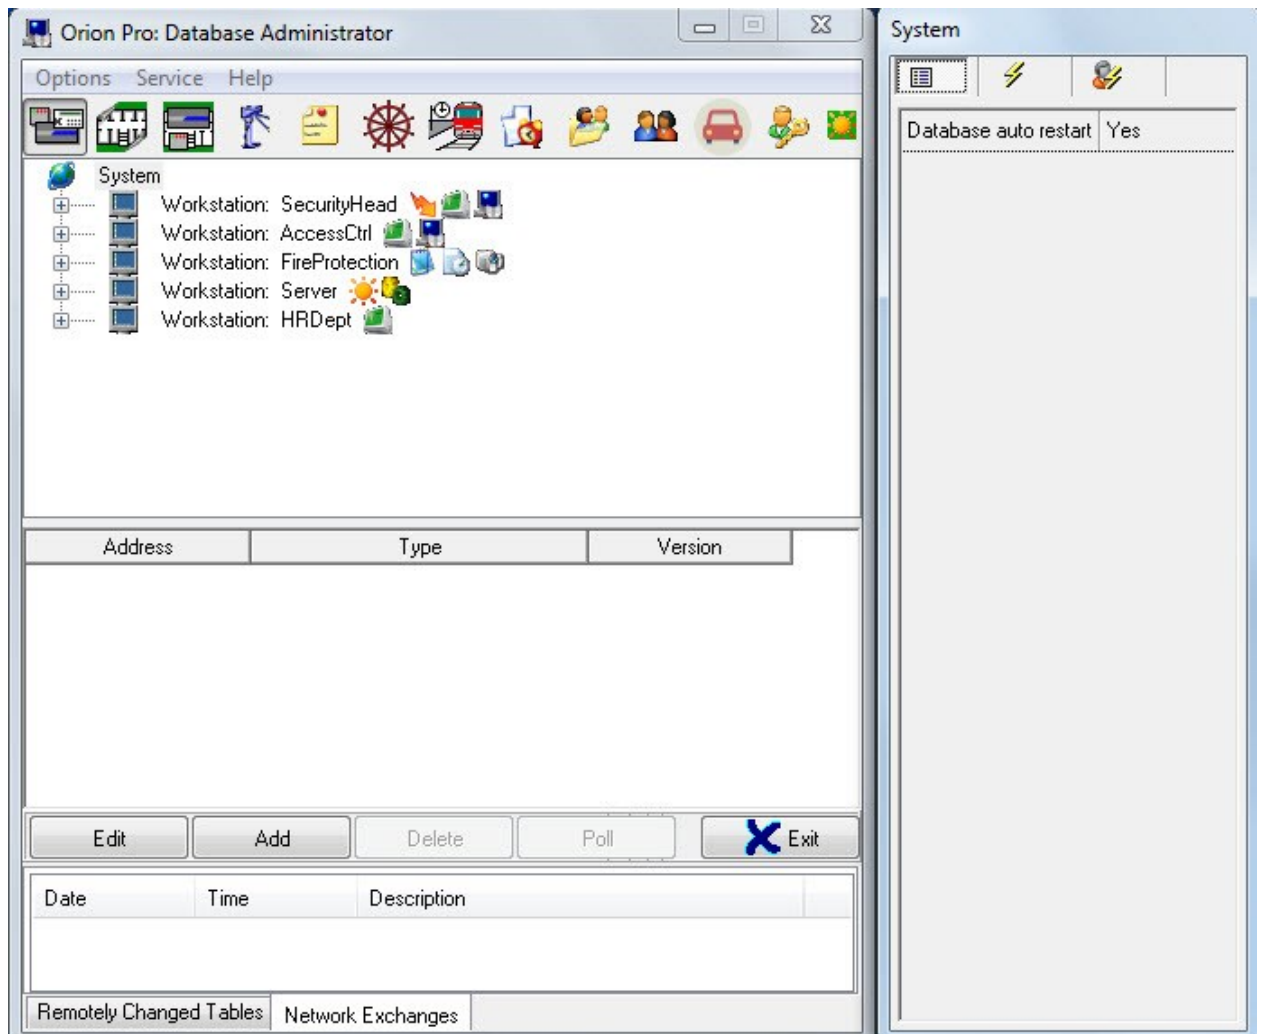 Orion Pro: Database Administrator
Options Service Help
System
Workstation: SecurityHead
Workstation: AccessCtrl
Workstation: FireProtection
Workstation: Server
Workstation: HRDept
Address Type Version
Edit Add Delete Poll Exit
Date Time Description
Remotely Changed Tables Network Exchanges
System
Database auto restart Yes